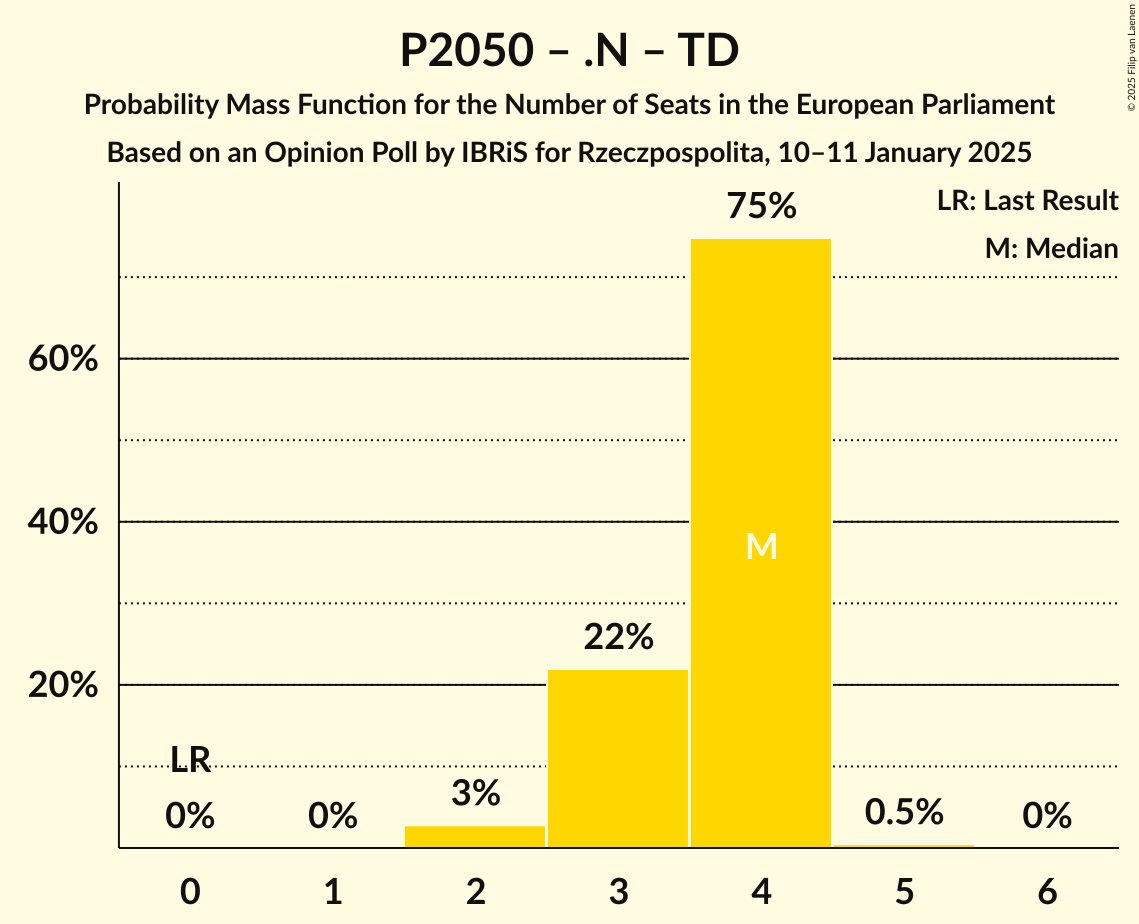 P2050 – .N – TD
Probability Mass Function for the Number of Seats in the European Parliament
Based on an Opinion Poll by IBRiS for Rzeczpospolita, 10–11 January 2025
© 2025 Filip van Laenen
LR: Last Result
M: Median
75%
60%
40%
M
22%
20%
LR
3%
0%
0%
0.5%
0%
0 1 2 3 4 5 6